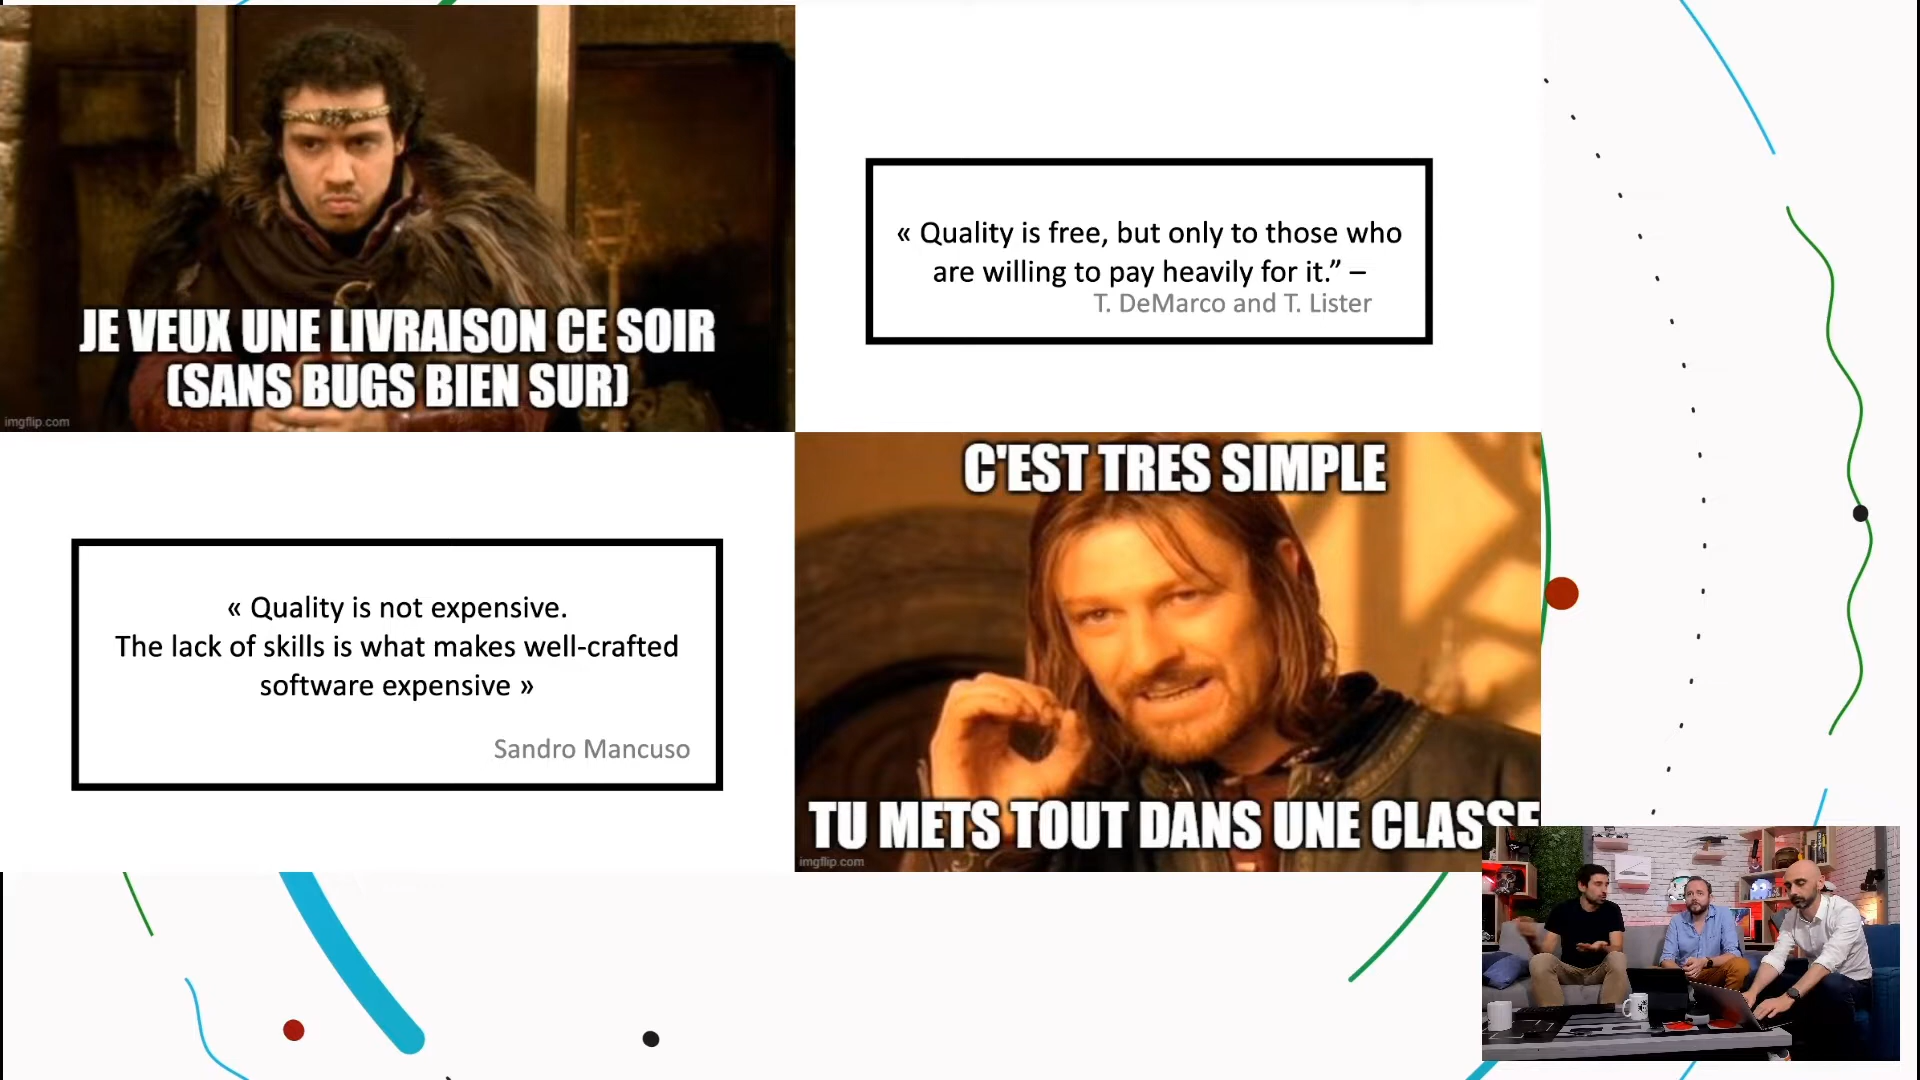 JE VEUX UNE LIVRAISON CE SOIR
(SANS BUGS BIEN SUR)
imgflip.com
« Quality is free, but only to those who
are willing to pay heavily for it.” –
T. DeMarco and T. Lister
« Quality is not expensive.
The lack of skills is what makes well-crafted
software expensive »
Sandro Mancuso
C'EST TRES SIMPLE
TU METS TOUT DANS UNE CLASSE
imgflip.com